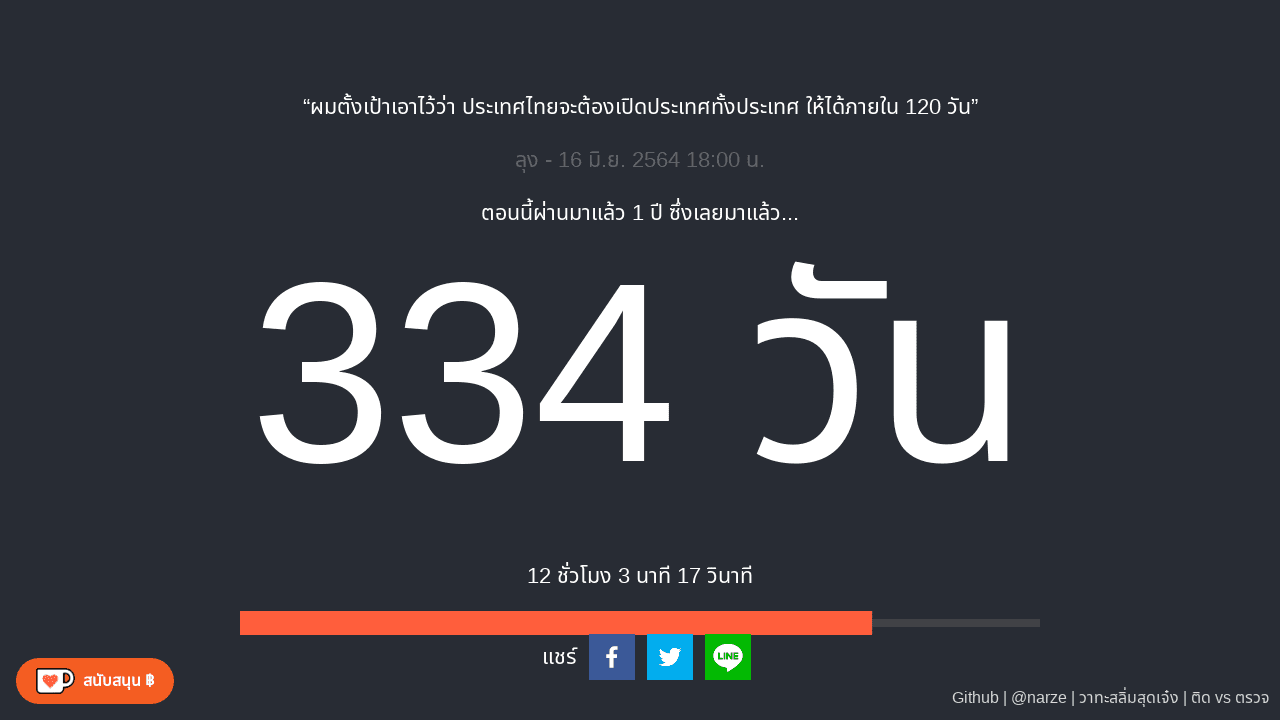 “ผมตั้งเป้าเอาไว้ว่า ประเทศไทยจะต้องเปิดประเทศทั้งประเทศ ให้ได้ภายใน 120 วัน”
ลุง - 16 มิ.ย. 2564 18:00 น.
ตอนนี้ผ่านมาแล้ว 1 ปี ซึ่งเลยมาแล้ว...
334 วัน
12 ชั่วโมง 3 นาที 17 วินาที
แชร์
LINE
สนับสนุน ฿
Github | @narze | วาทะสลิ่มสุดเจ๋ง | ติด vs ตรวจ